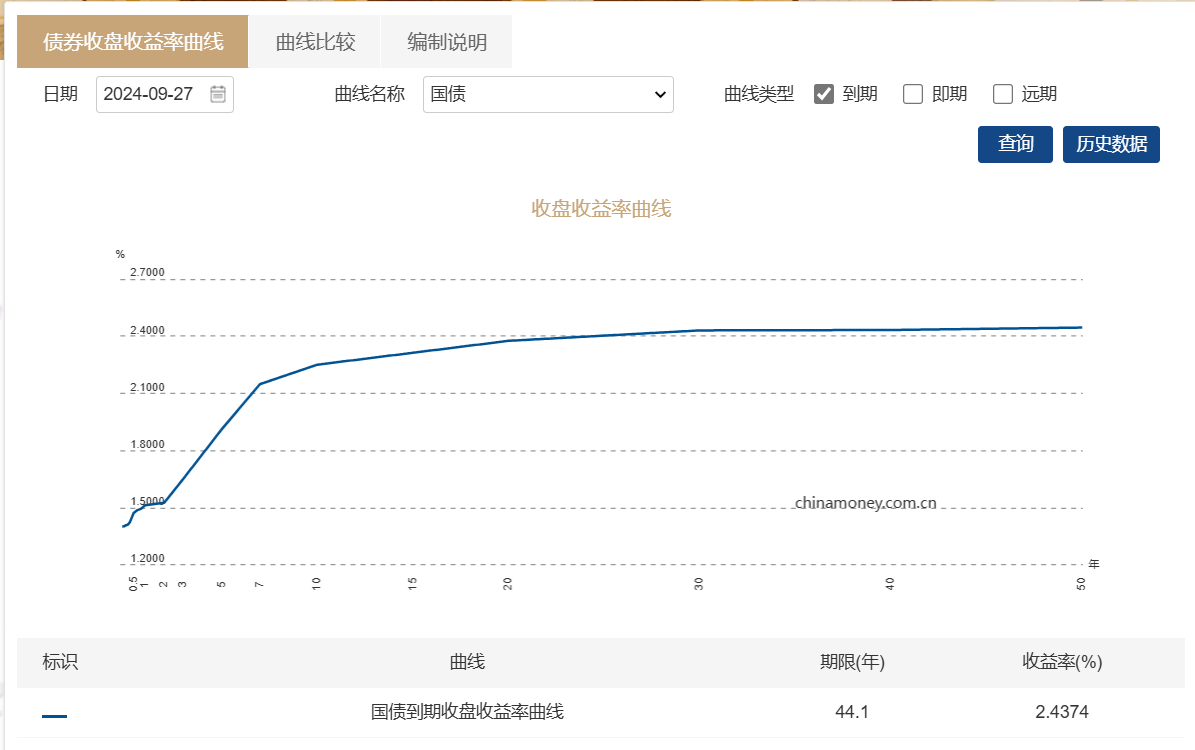 债券收盘收益率曲线 曲线比较 编制说明
日期 2024-09-27 曲线名称 国债 曲线类型 到期 即期 远期
查询 历史数据
收盘收益率曲线
%
2.7000
2.4000
2.1000
1.8000
1.5000
chinamoney.com.cn
1.2000
年
0.5 1 2 3 5 7 10 15 20 30 40 50
标识 曲线 期限(年) 收益率(%)
国债到期收盘收益率曲线 44.1 2.4374